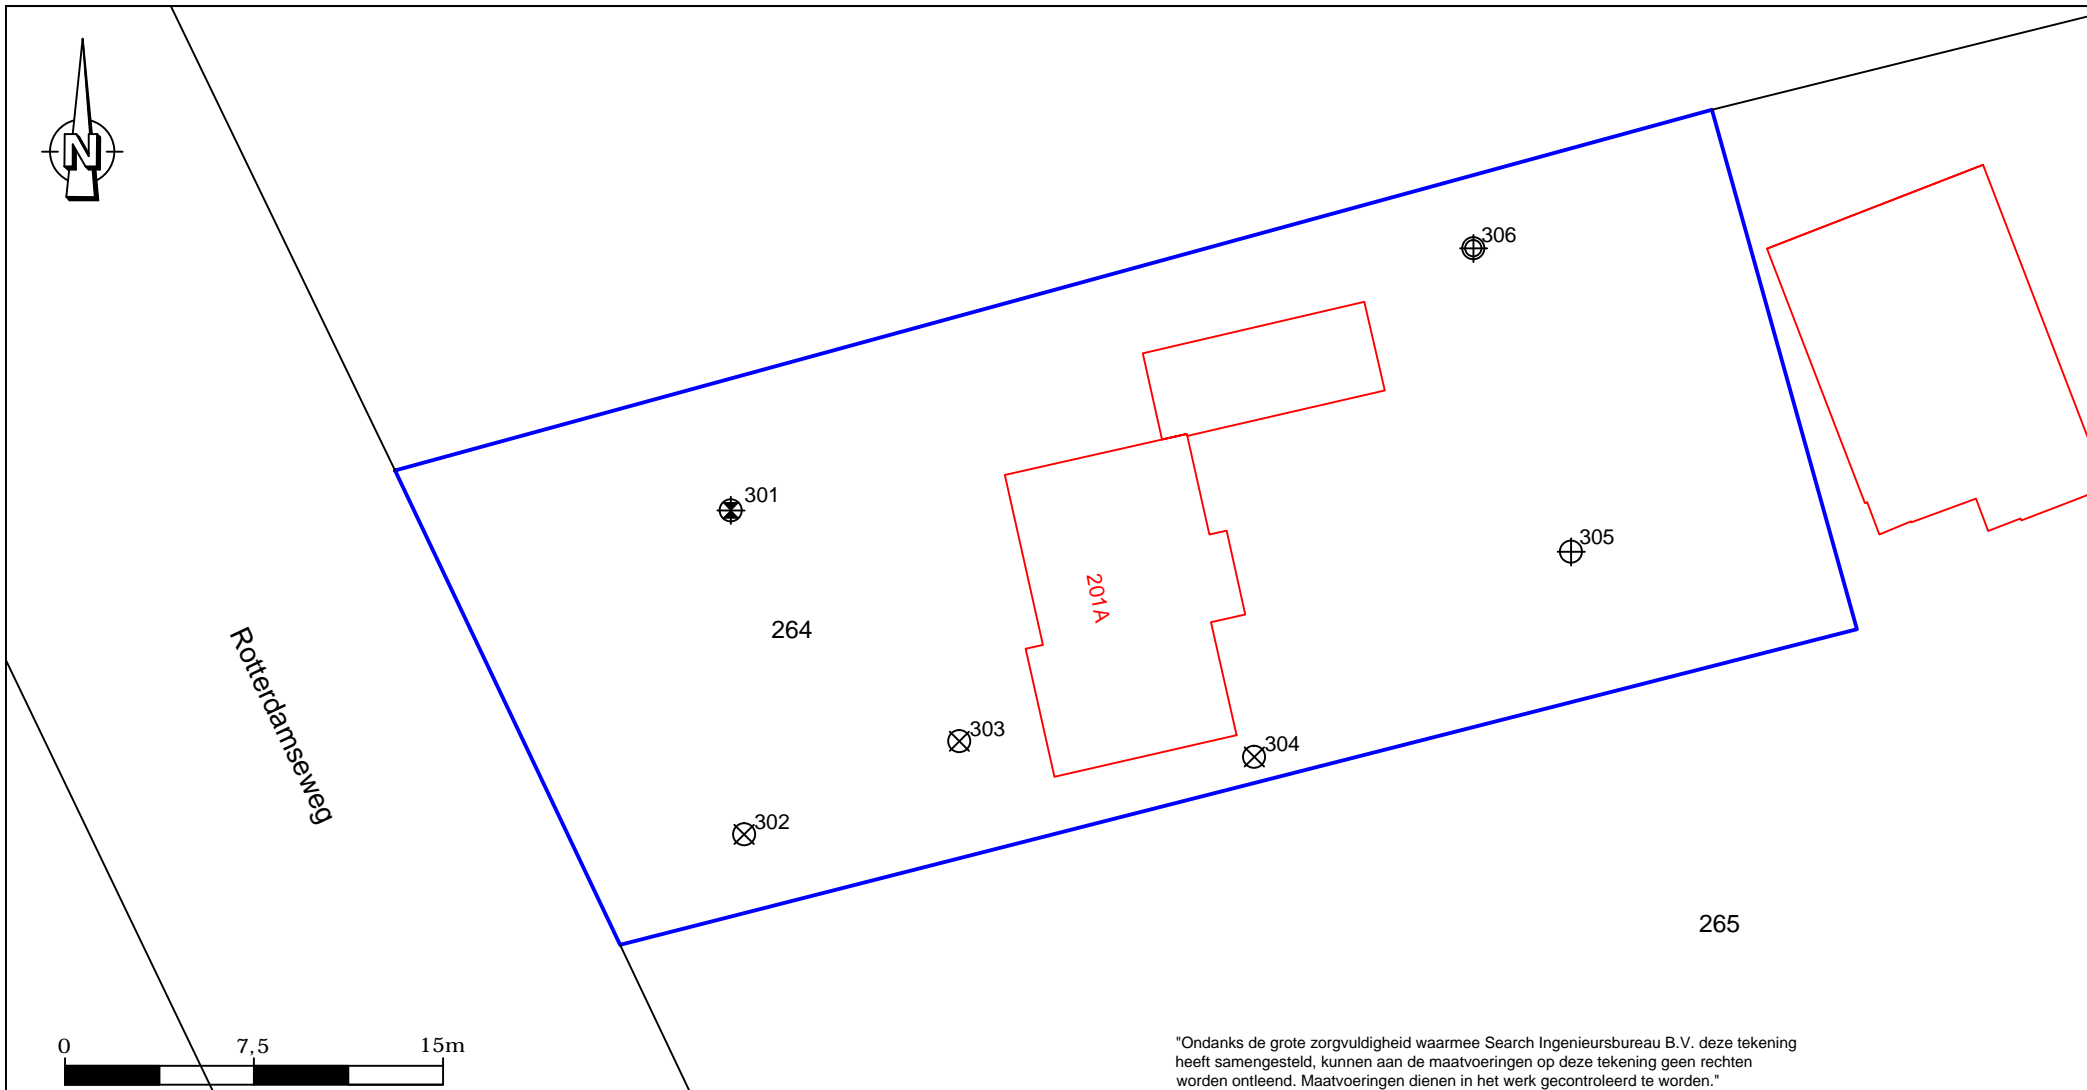 N
306
301
305
201A
264
Rotterdamseweg
303
304
302
265
0 7,5 15m
"Ondanks de grote zorgvuldigheid waarmee Search Ingenieursbureau B.V. deze tekening
heeft samengesteld, kunnen aan de maatvoeringen op deze tekening geen rechten
worden ontleend. Maatvoeringen dienen in het werk gecontroleerd te worden."